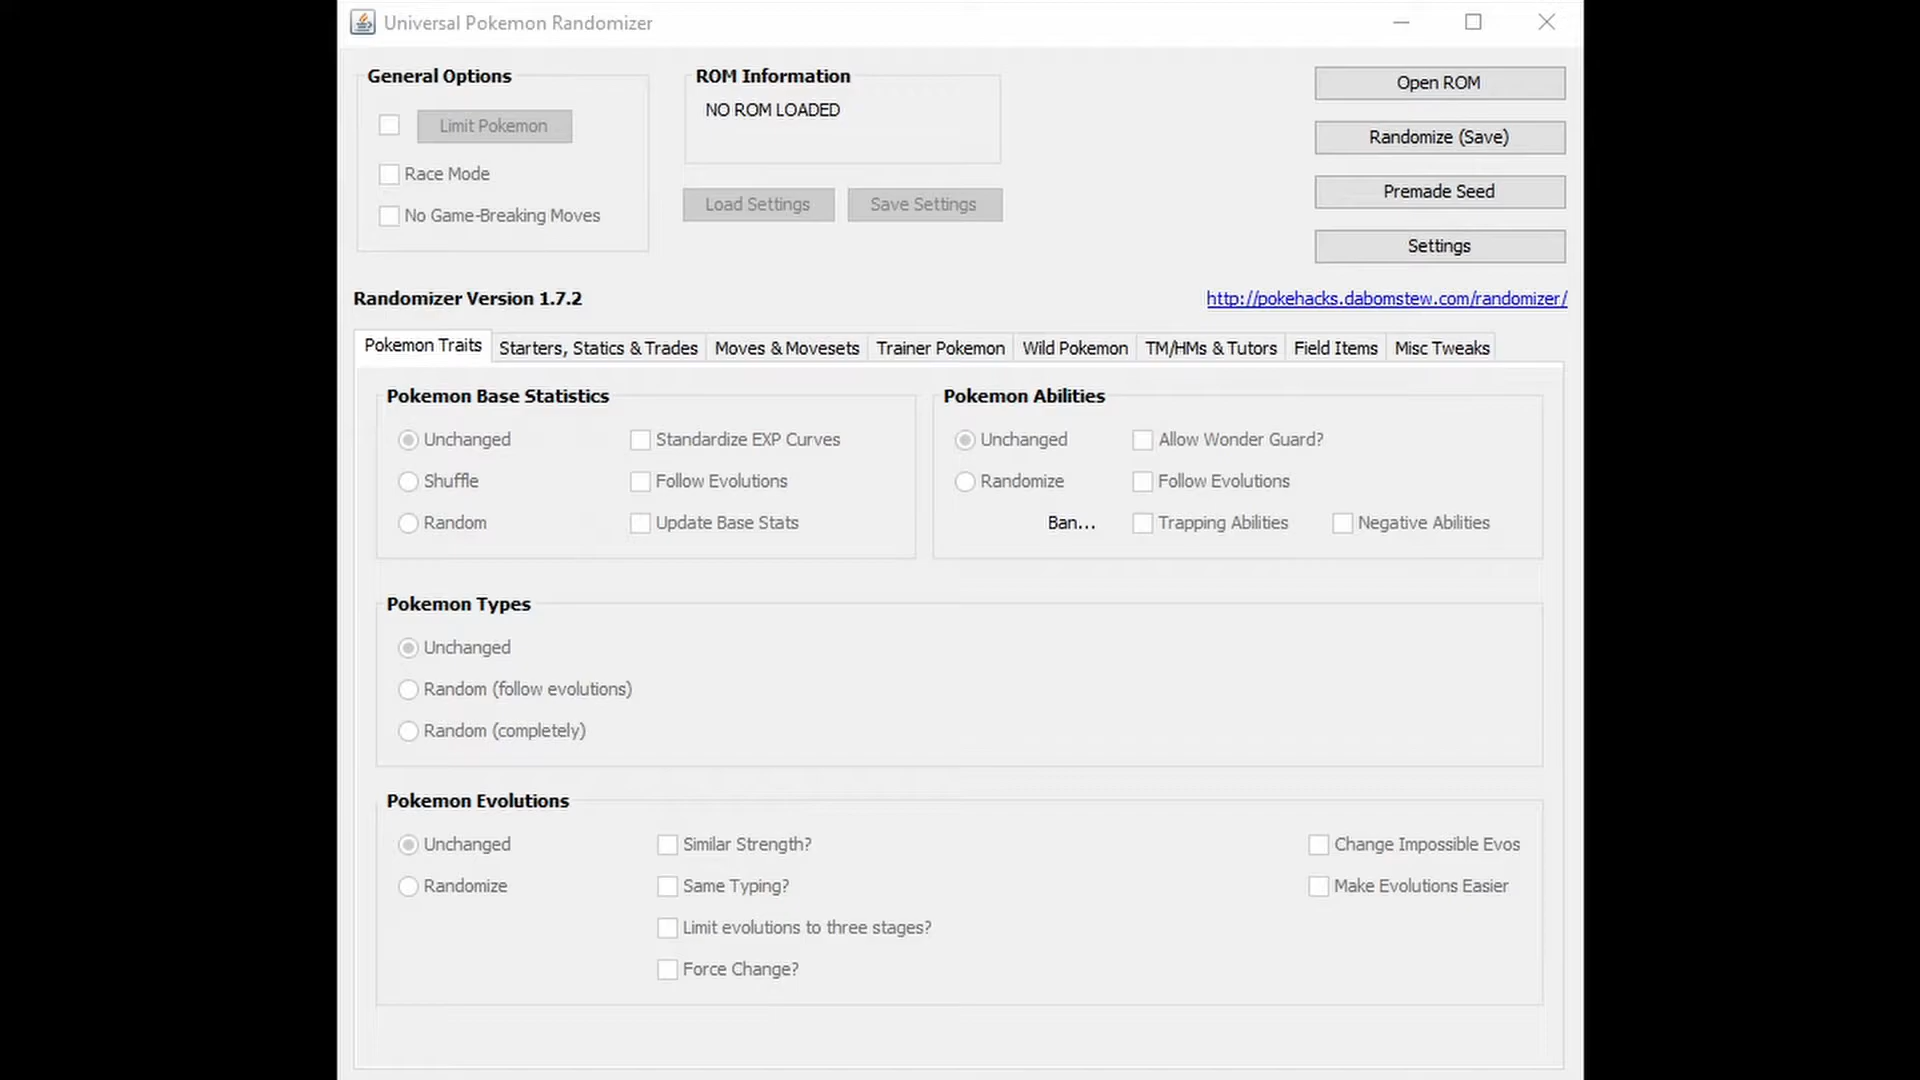 Universal Pokemon Randomizer
General Options
Limit Pokemon
Race Mode
No Game-Breaking Moves
ROM Information
NO ROM LOADED
Load Settings
Save Settings
Open ROM
Randomize (Save)
Premade Seed
Settings
Randomizer Version 1.7.2
http://pokehacks.dabomstew.com/randomizer/
Pokemon Traits
Starters, Statics & Trades
Moves & Movesets
Trainer Pokemon
Wild Pokemon
TM/HMs & Tutors
Field Items
Misc Tweaks
Pokemon Base Statistics
Unchanged
Standardize EXP Curves
Shuffle
Follow Evolutions
Random
Update Base Stats
Pokemon Abilities
Unchanged
Allow Wonder Guard?
Randomize
Follow Evolutions
Ban...
Trapping Abilities
Negative Abilities
Pokemon Types
Unchanged
Random (follow evolutions)
Random (completely)
Pokemon Evolutions
Unchanged
Similar Strength?
Change Impossible Evos
Randomize
Same Typing?
Make Evolutions Easier
Limit evolutions to three stages?
Force Change?